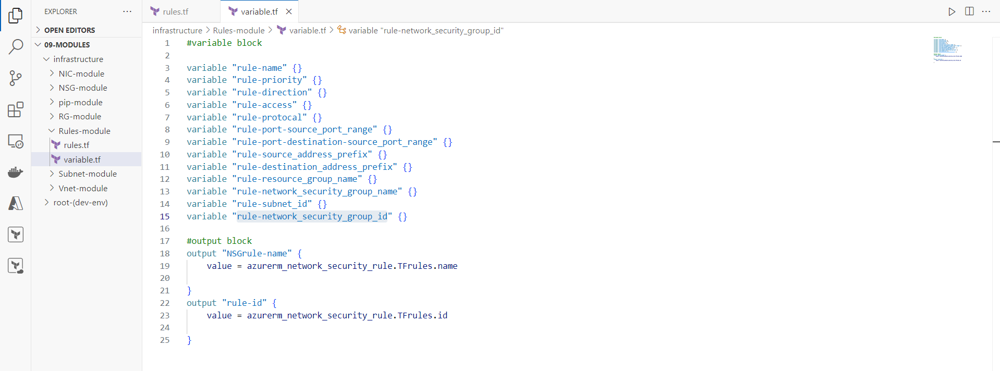 EXPLORER ...
OPEN EDITORS
09-MODULES
infrastructure
NIC-module
NSG-module
pip-module
RG-module
Rules-module
rules.tf
variable.tf
Subnet-module
Vnet-module
root-(dev-env)
rules.tf variable.tf
infrastructure > Rules-module > variable.tf > variable "rule-network_security_group_id"
1 #variable block
2
3 variable "rule-name" {}
4 variable "rule-priority" {}
5 variable "rule-direction" {}
6 variable "rule-access" {}
7 variable "rule-protocal" {}
8 variable "rule-port-source_port_range" {}
9 variable "rule-port-destination-source_port_range" {}
10 variable "rule-source_address_prefix" {}
11 variable "rule-destination_address_prefix" {}
12 variable "rule-resource_group_name" {}
13 variable "rule-network_security_group_name" {}
14 variable "rule-subnet_id" {}
15 variable "rule-network_security_group_id" {}
16
17 #output block
18 output "NSGrule-name" {
19 value = azurerm_network_security_rule.TFrules.name
20
21 }
22 output "rule-id" {
23 value = azurerm_network_security_rule.TFrules.id
24
25 }